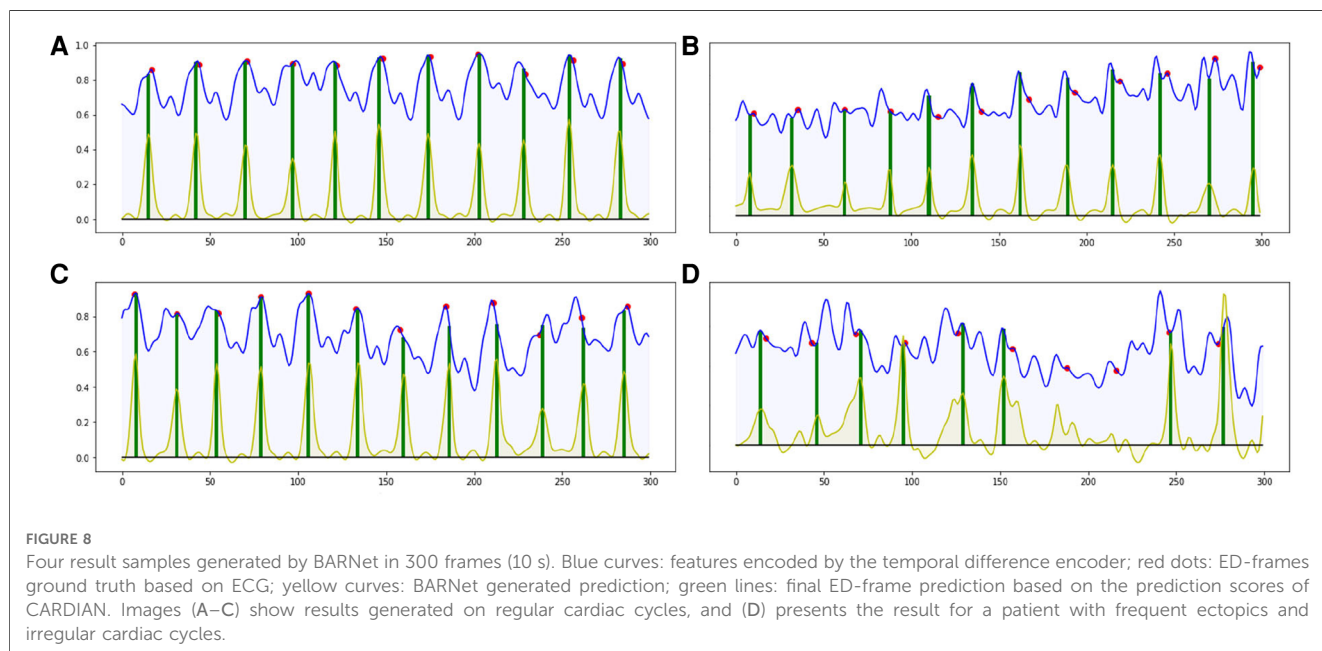 A
1.0
0.8
0.6
0.4
0.2
0.0
0 50 100 150 200 250 300
B
0 50 100 150 200 250 300
C
0.8
0.6
0.4
0.2
0.0
0 50 100 150 200 250 300
D
0 50 100 150 200 250 300
FIGURE 8
Four result samples generated by BARNet in 300 frames (10 s). Blue curves: features encoded by the temporal difference encoder; red dots: ED-frames
ground truth based on ECG; yellow curves: BARNet generated prediction; green lines: final ED-frame prediction based on the prediction scores of
CARDIAN. Images (A–C) show results generated on regular cardiac cycles, and (D) presents the result for a patient with frequent ectopics and
irregular cardiac cycles.